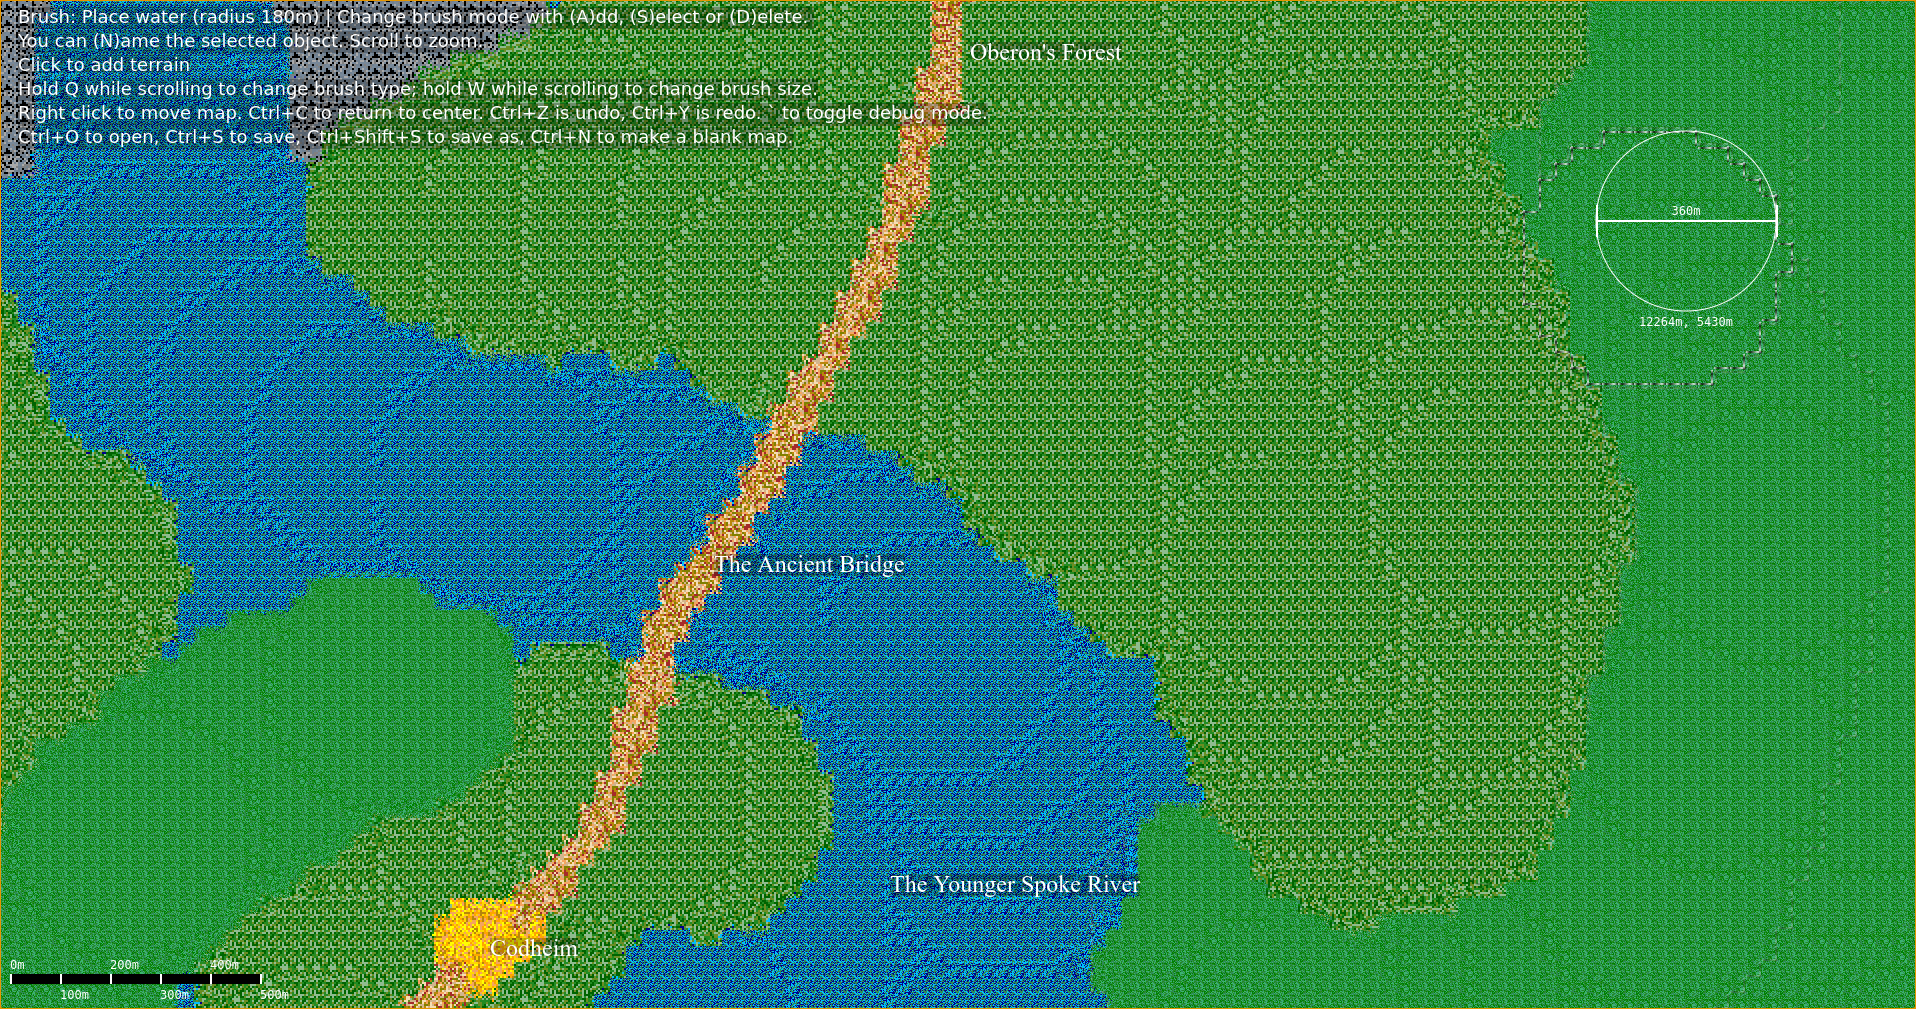 Brush: Place water (radius 180m) | Change brush mode with (A)dd, (S)elect or (D)elete.
You can (N)ame the selected object. Scroll to zoom.
Click to add terrain
Hold Q while scrolling to change brush type; hold W while scrolling to change brush size.
Right click to move map. Ctrl+C to return to center. Ctrl+Z is undo, Ctrl+Y is redo. ` to toggle debug mode.
Ctrl+O to open, Ctrl+S to save, Ctrl+Shift+S to save as, Ctrl+N to make a blank map.
Oberon's Forest
360m
12264m, 5430m
The Ancient Bridge
The Younger Spoke River
Codheim
0m 200m 400m
100m 300m 500m